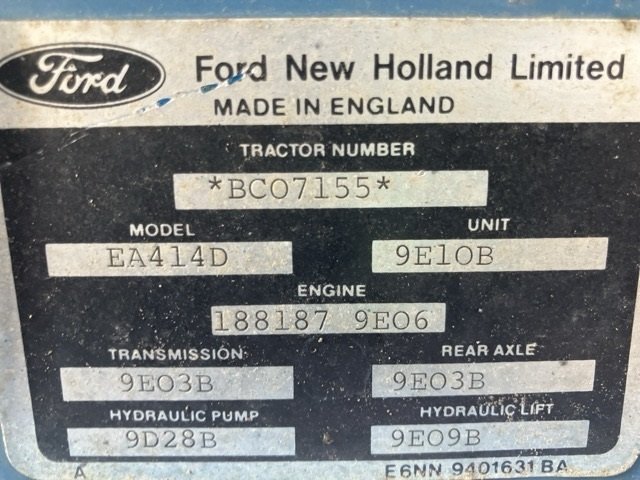 Ford Ford New Holland Limited
MADE IN ENGLAND
TRACTOR NUMBER
*BC07155*
MODEL UNIT
EA414D 9E10B
ENGINE
188187 9E06
TRANSMISSION REAR AXLE
9E03B 9E03B
HYDRAULIC PUMP HYDRAULIC LIFT
9D28B 9E09B
A E6NN 9401631 BA